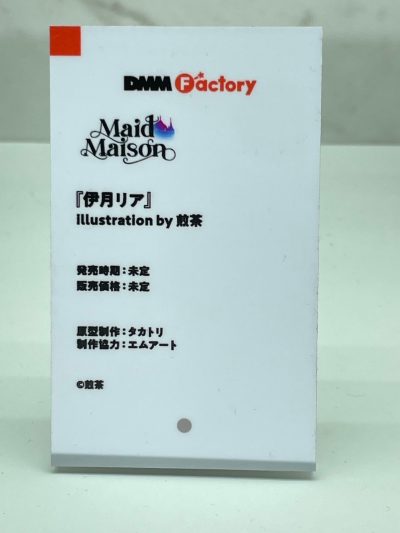 DMM Factory
Maid
Maison
『伊月リア』
illustration by 煎茶
発売時期：未定
販売価格：未定
原型制作：タカトリ
制作協力：エムアート
©煎茶